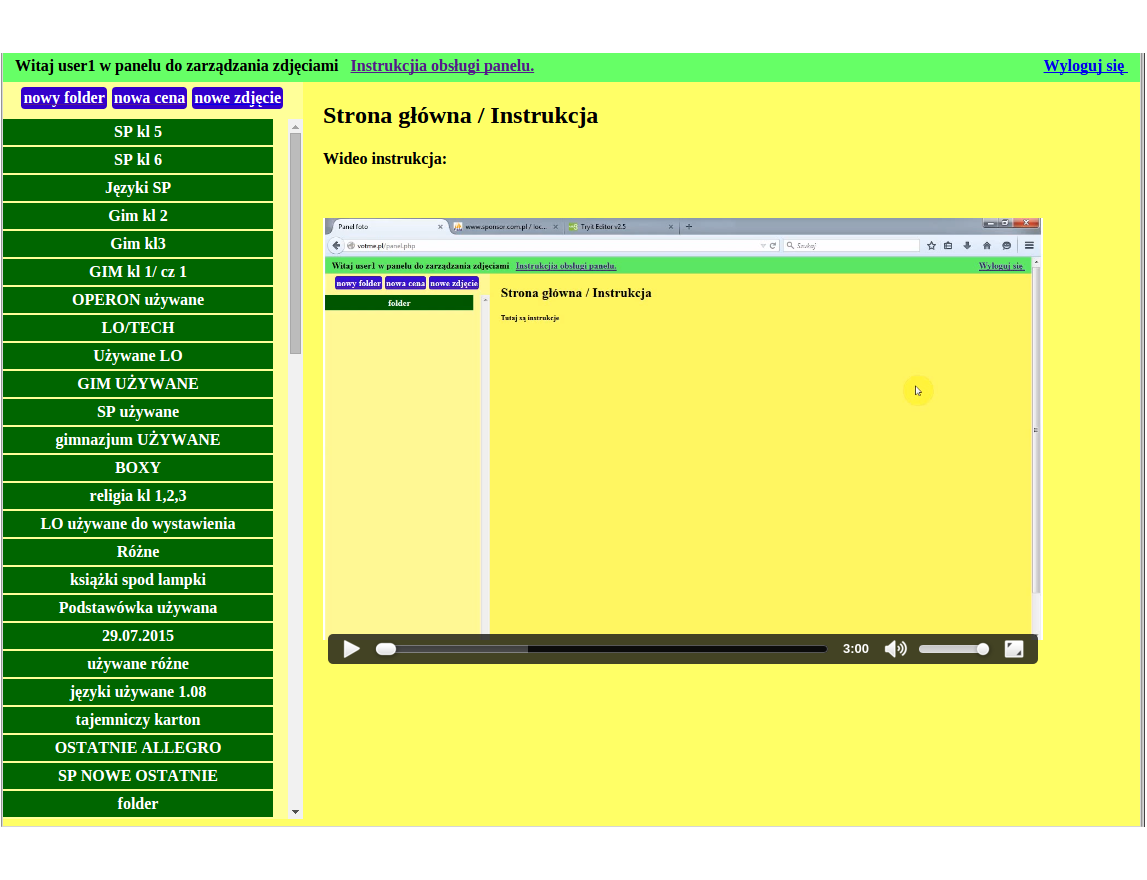 Witaj user1 w panelu do zarządzania zdjęciami Instrukcjia obsługi panelu. Wyloguj się
nowy folder nowa cena nowe zdjęcie
SP kl 5
SP kl 6
Języki SP
Gim kl 2
Gim kl3
GIM kl 1/ cz 1
OPERON używane
LO/TECH
Używane LO
GIM UŻYWANE
SP używane
gimnazjum UŻYWANE
BOXY
religia kl 1,2,3
LO używane do wystawienia
Różne
książki spod lampki
Podstawówka używana
29.07.2015
używane różne
języki używane 1.08
tajemniczy karton
OSTATNIE ALLEGRO
SP NOWE OSTATNIE
folder
Strona główna / Instrukcja
Wideo instrukcja:
Panel foto www.sponsor.com.pl / loc... Tryit Editor v2.5
votme.pl/panel.php Szukaj
Witaj user1 w panelu do zarządzania zdjęciami Instrukcjia obsługi panelu. Wyloguj się
nowy folder nowa cena nowe zdjęcie
folder
Strona główna / Instrukcja
Tutaj są instrukcje
3:00